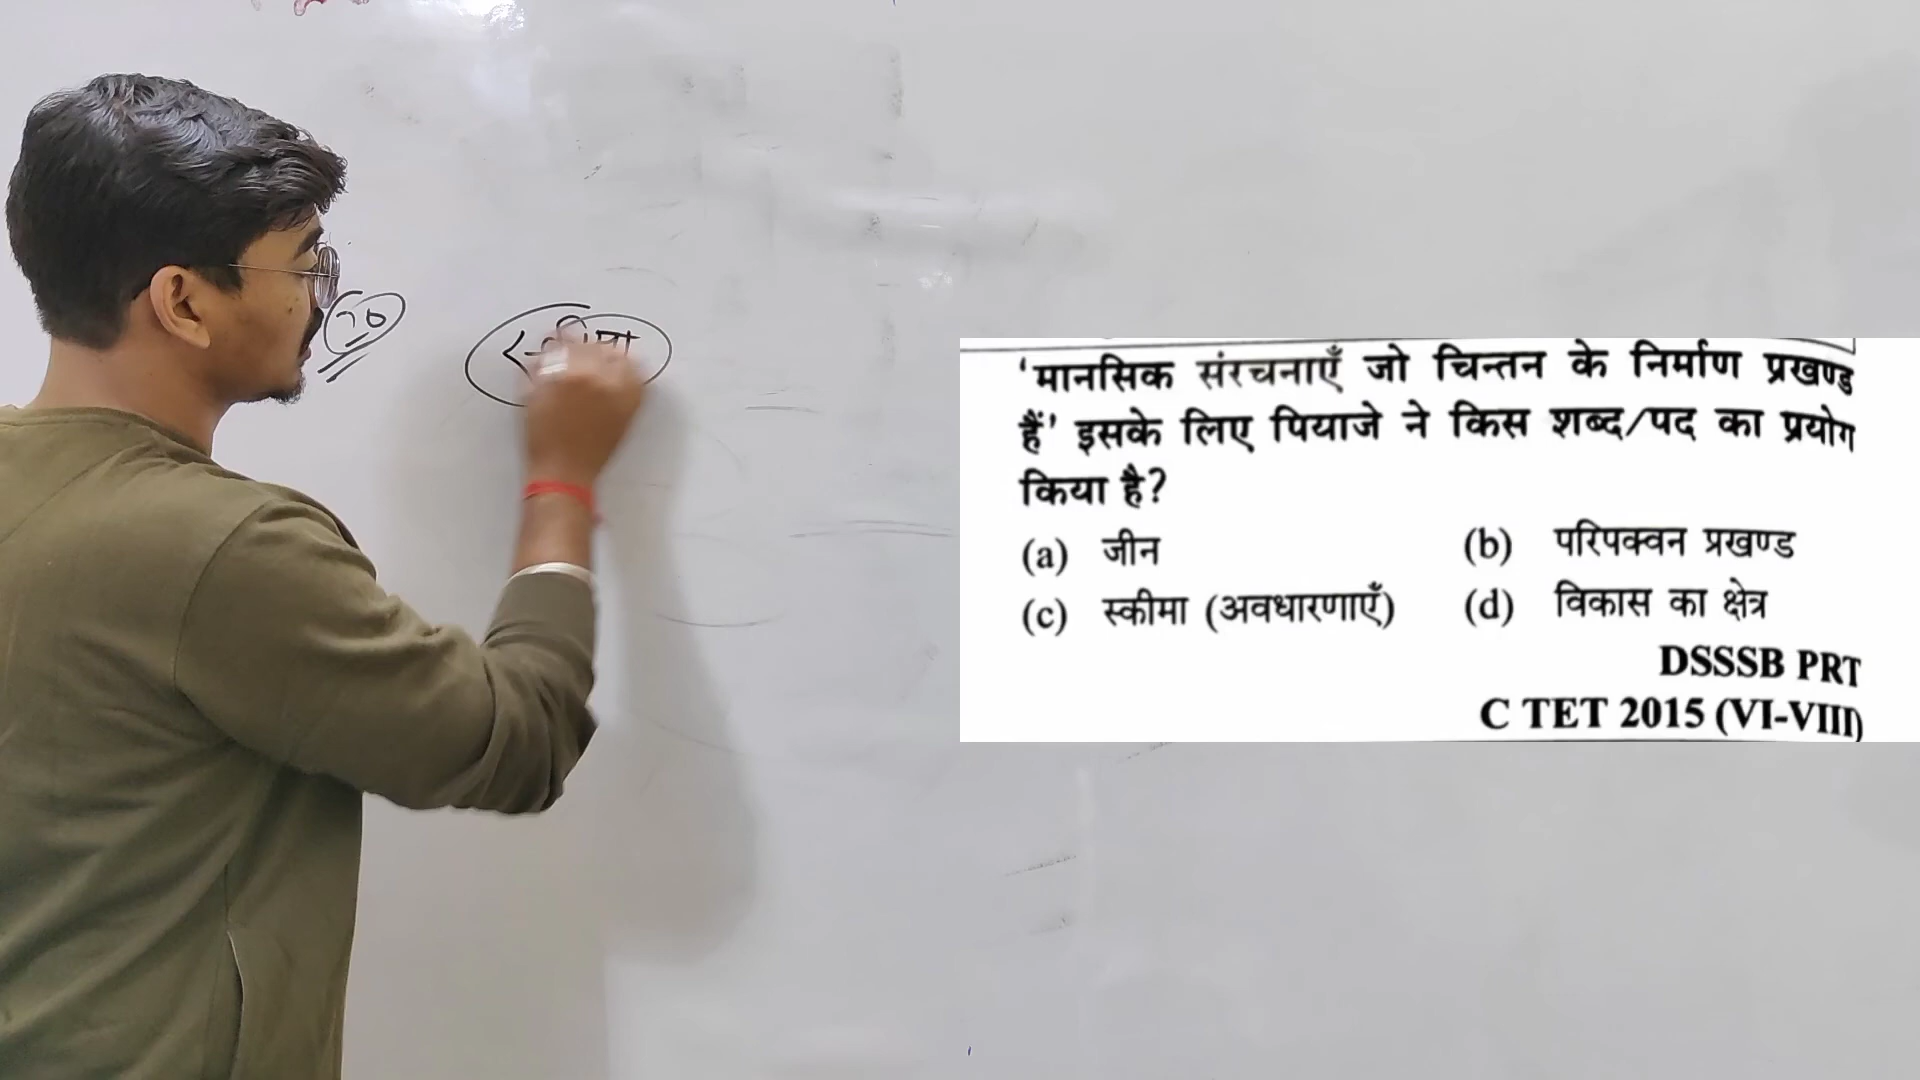 २०
स्कीमा
'मानसिक संरचनाएँ जो चिन्तन के निर्माण प्रखण्ड
हैं' इसके लिए पियाजे ने किस शब्द/पद का प्रयोग
किया है?
(a) जीन (b) परिपक्वन प्रखण्ड
(c) स्कीमा (अवधारणाएँ) (d) विकास का क्षेत्र
DSSSB PRT
C TET 2015 (VI-VIII)